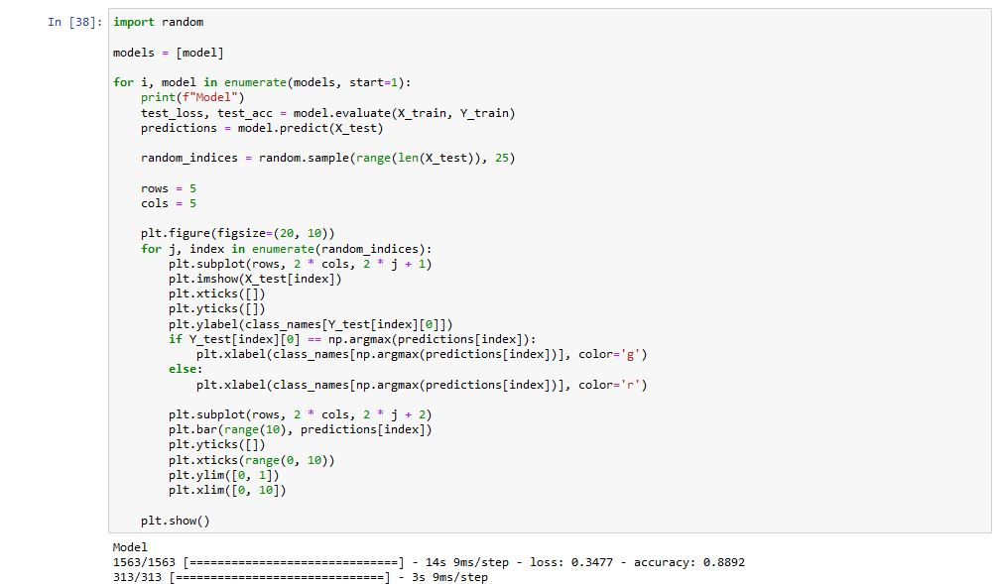 In [38]: import random
models = [model]
for i, model in enumerate(models, start=1):
    print(f"Model")
    test_loss, test_acc = model.evaluate(X_train, Y_train)
    predictions = model.predict(X_test)
    random_indices = random.sample(range(len(X_test)), 25)
    rows = 5
    cols = 5
    plt.figure(figsize=(20, 10))
    for j, index in enumerate(random_indices):
        plt.subplot(rows, 2 * cols, 2 * j + 1)
        plt.imshow(X_test[index])
        plt.xticks([])
        plt.yticks([])
        plt.ylabel(class_names[Y_test[index][0]])
        if Y_test[index][0] == np.argmax(predictions[index]):
            plt.xlabel(class_names[np.argmax(predictions[index])], color='g')
        else:
            plt.xlabel(class_names[np.argmax(predictions[index])], color='r')
        plt.subplot(rows, 2 * cols, 2 * j + 2)
        plt.bar(range(10), predictions[index])
        plt.yticks([])
        plt.xticks(range(0, 10))
        plt.ylim([0, 1])
        plt.xlim([0, 10])
    plt.show()
Model
1563/1563 [==============================] - 14s 9ms/step - loss: 0.3477 - accuracy: 0.8892
313/313 [==============================] - 3s 9ms/step